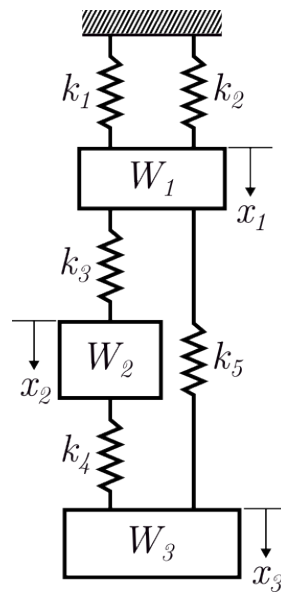 k₁ k₂
W₁
x₁
k₃
W₂
x₂
k₅
k₄
W₃
x₃